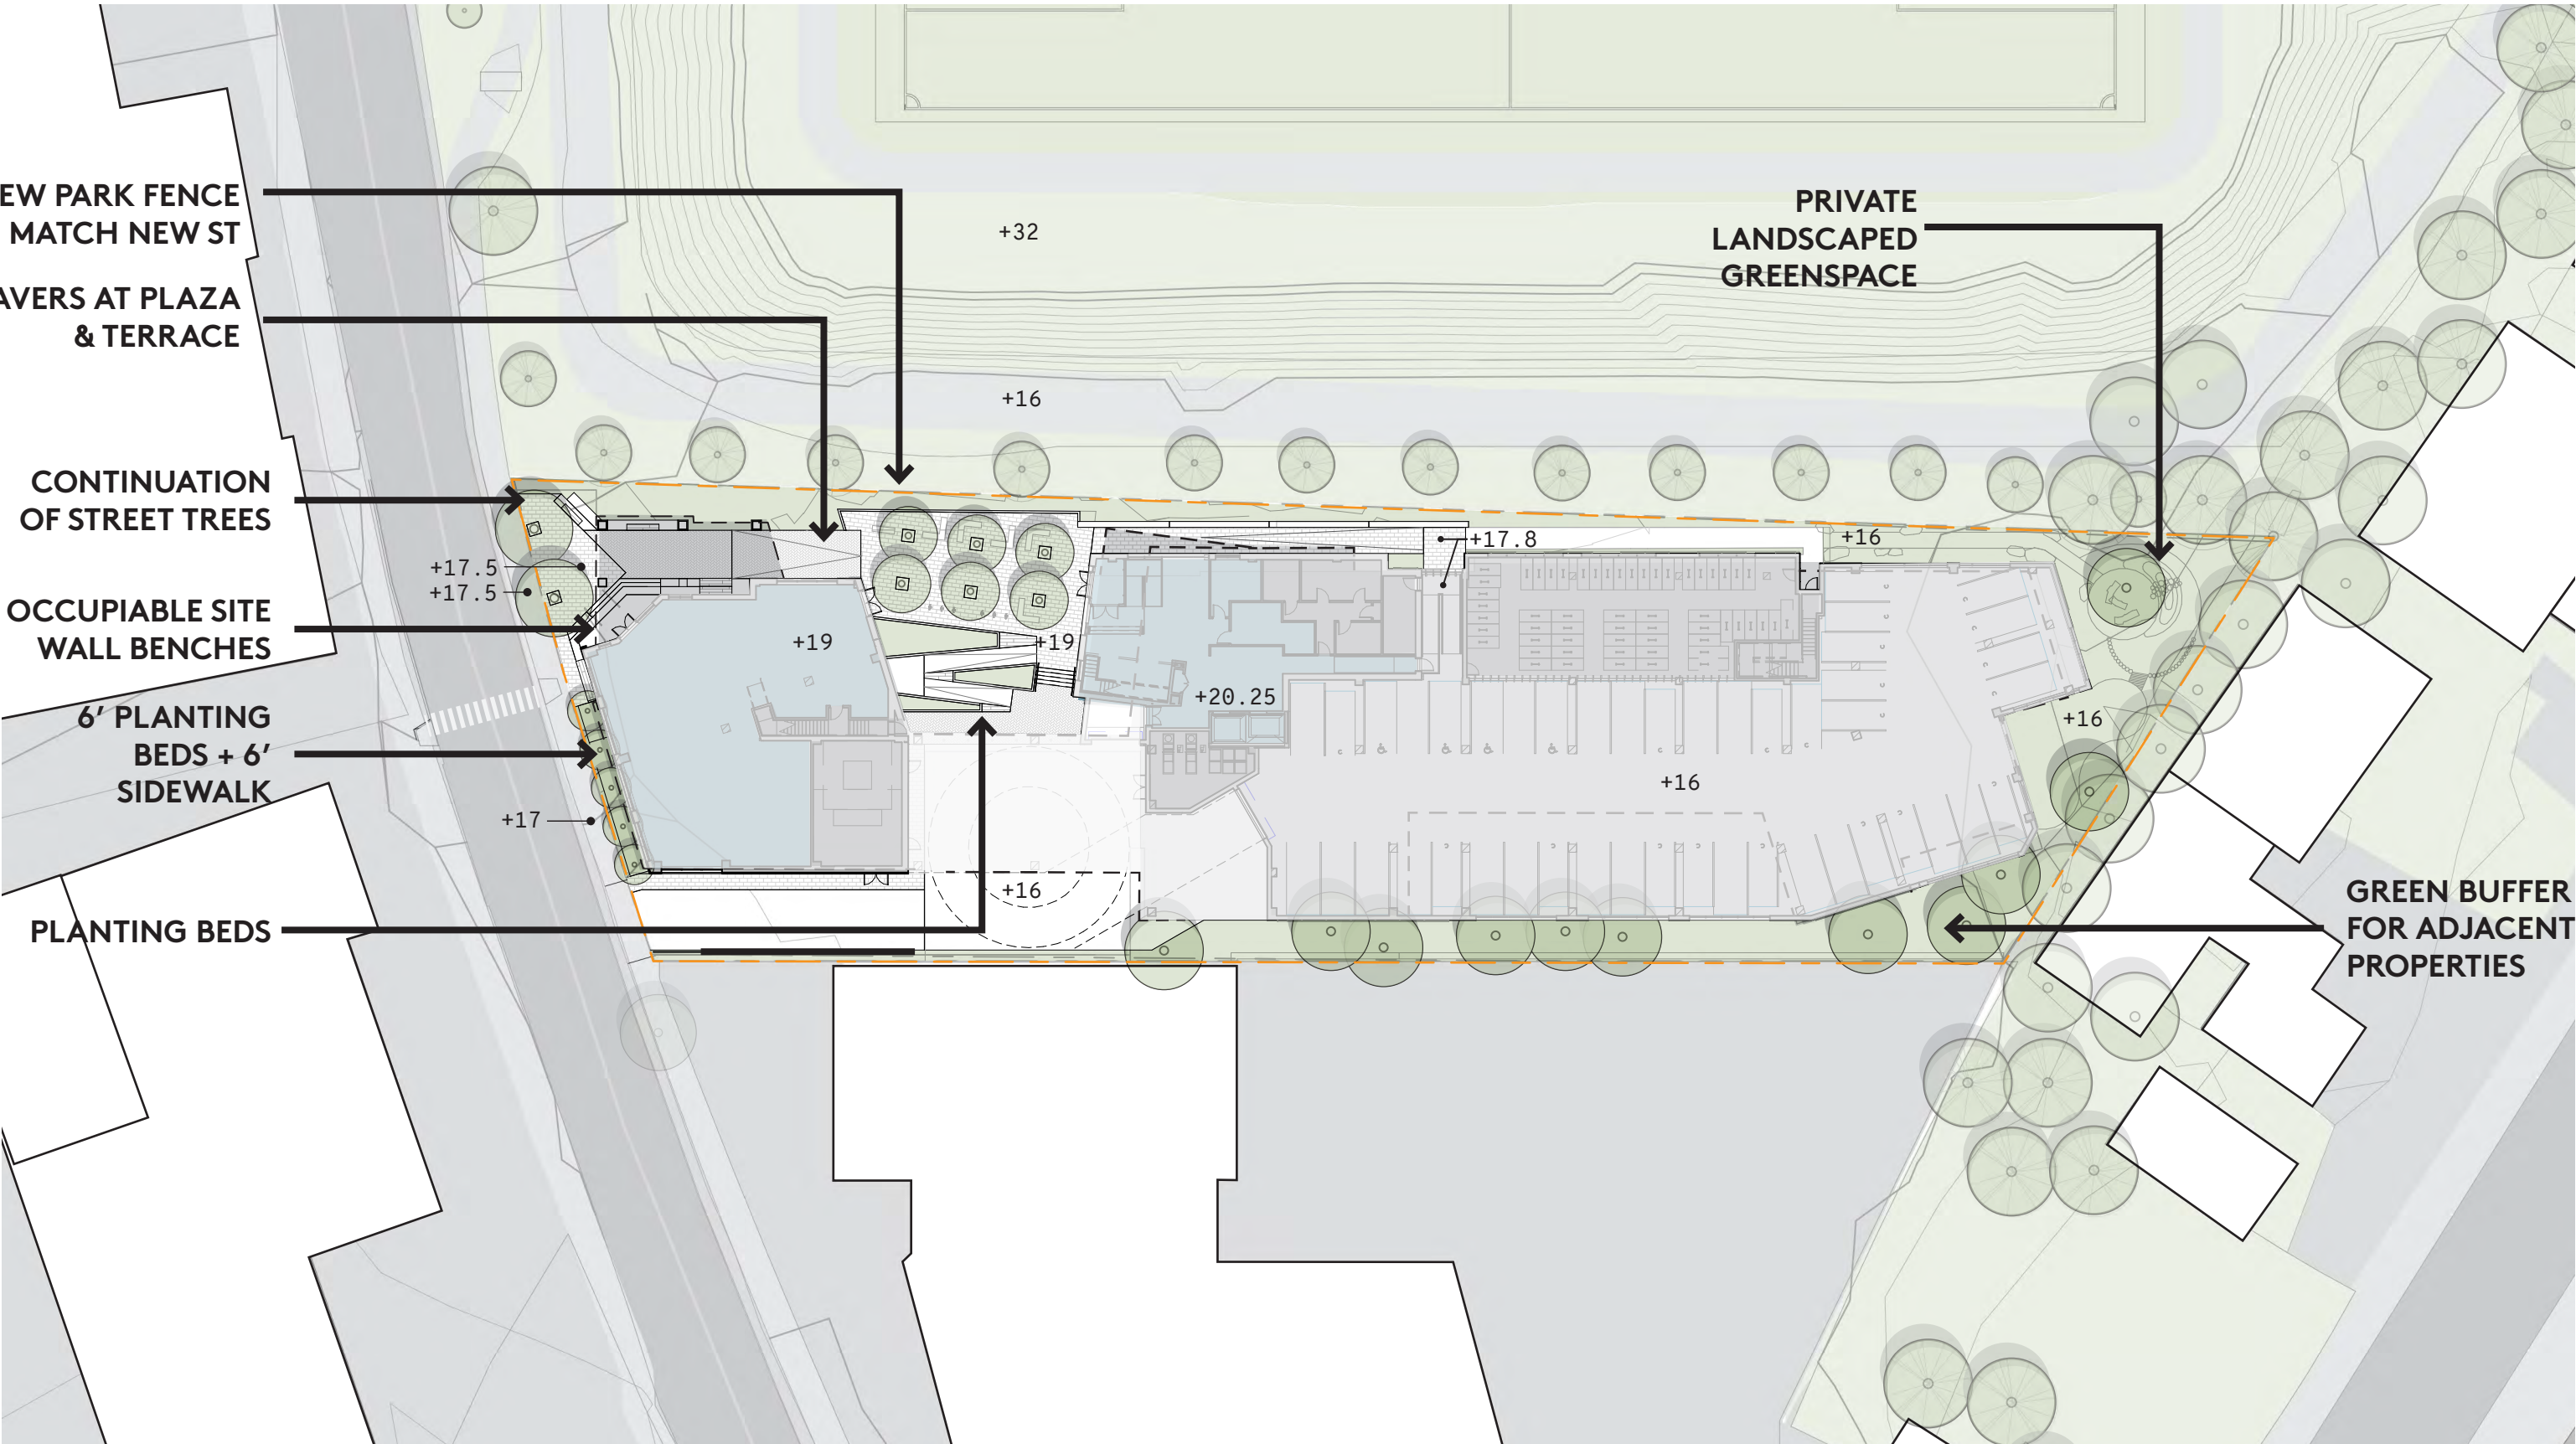 EW PARK FENCE
MATCH NEW ST
AVERS AT PLAZA
& TERRACE
CONTINUATION
OF STREET TREES
+17.5
+17.5
OCCUPIABLE SITE
WALL BENCHES
6’ PLANTING
BEDS + 6’
SIDEWALK
+17
PLANTING BEDS
+32
+16
+19
+19
+20.25
+17.8
+16
+16
+16
+16
PRIVATE
LANDSCAPED
GREENSPACE
GREEN BUFFER
FOR ADJACENT
PROPERTIES